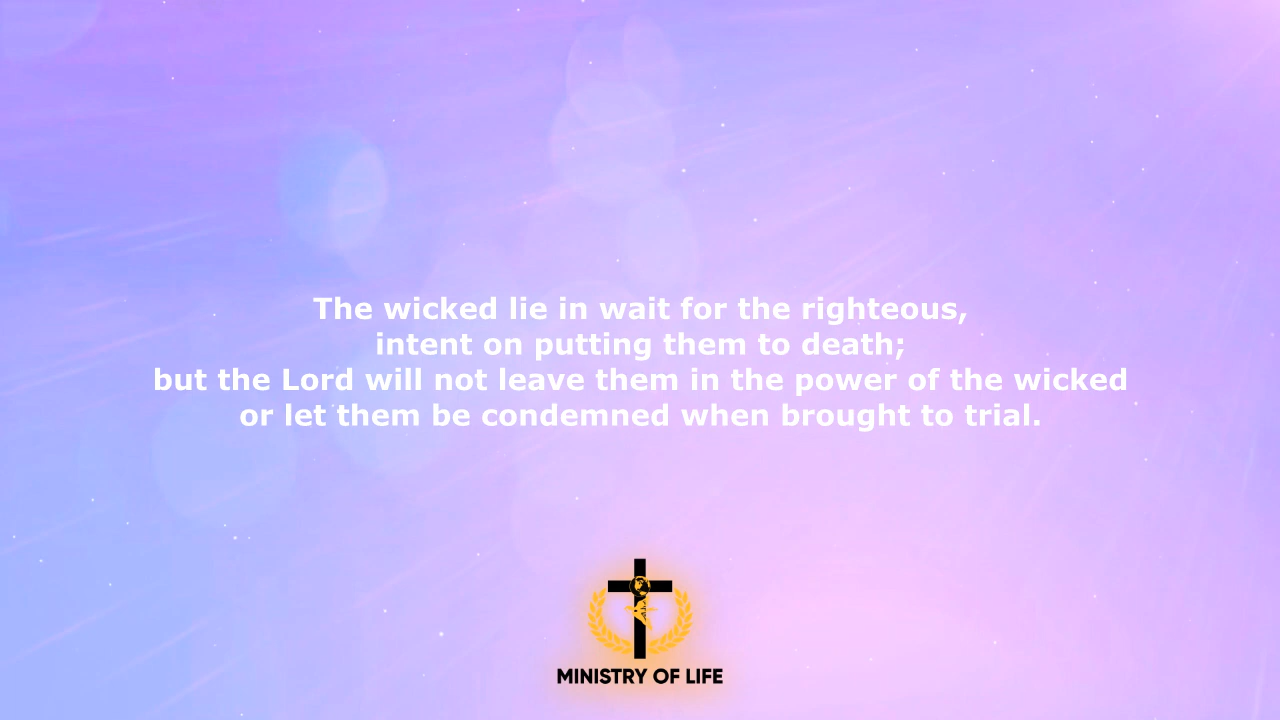 The wicked lie in wait for the righteous,
intent on putting them to death;
but the Lord will not leave them in the power of the wicked
or let them be condemned when brought to trial.
MINISTRY OF LIFE